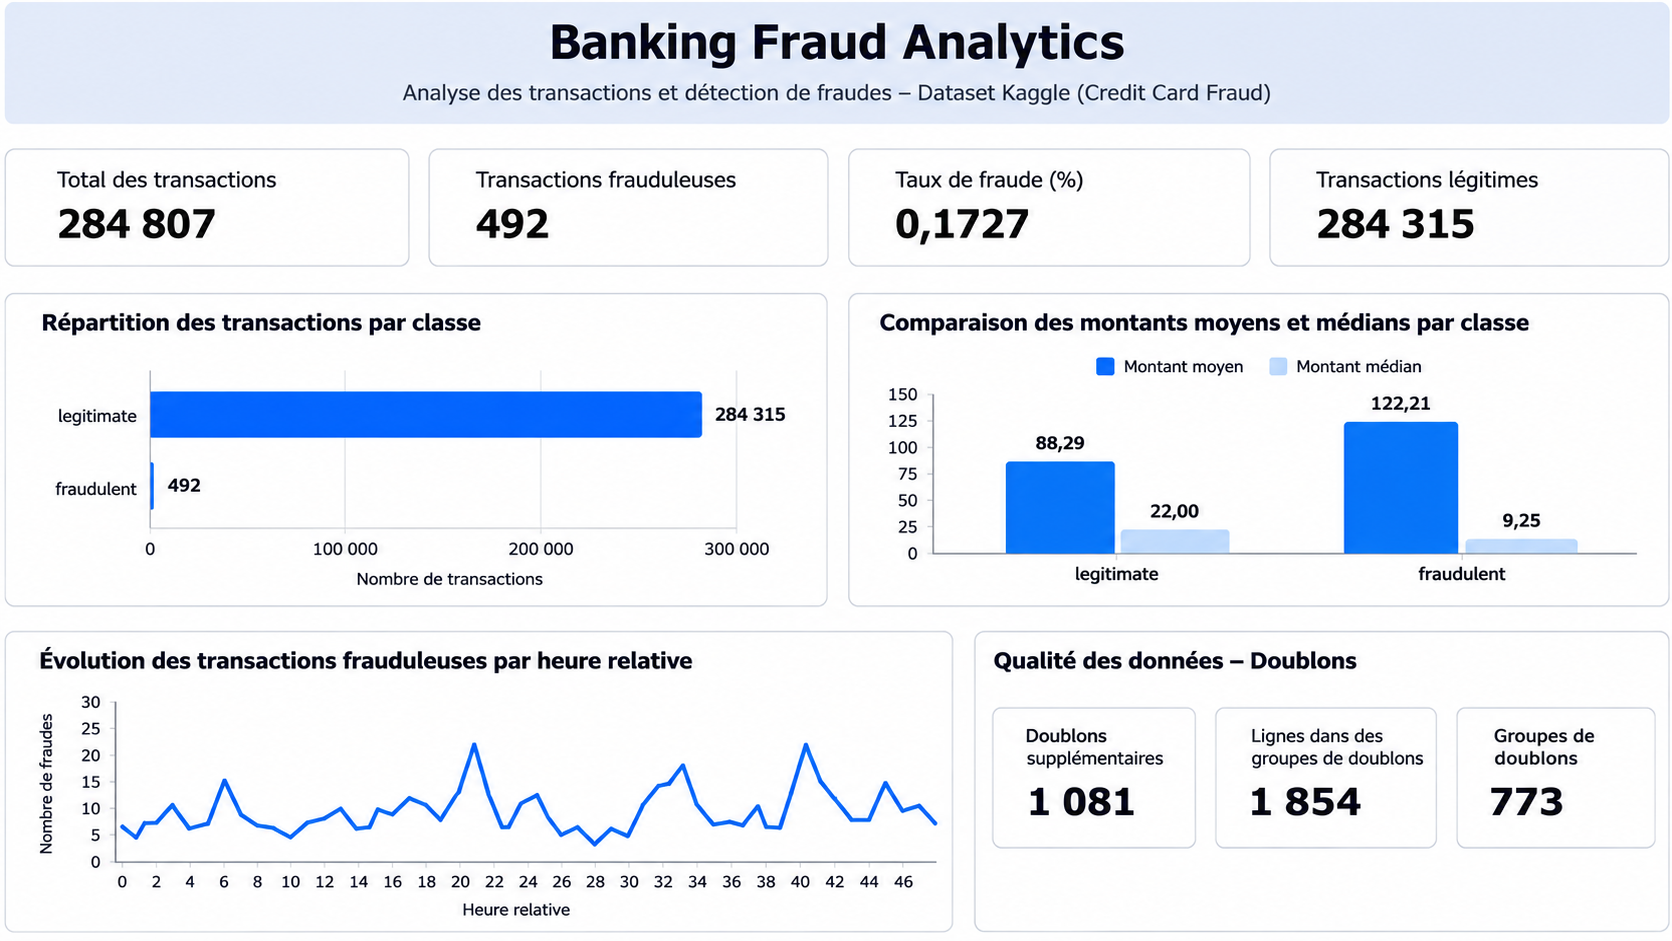 Banking Fraud Analytics
Analyse des transactions et détection de fraudes – Dataset Kaggle (Credit Card Fraud)
Total des transactions
284 807
Transactions frauduleuses
492
Taux de fraude (%)
0,1727
Transactions légitimes
284 315
Répartition des transactions par classe
legitimate
284 315
fraudulent
492
0 100 000 200 000 300 000
Nombre de transactions
Comparaison des montants moyens et médians par classe
Montant moyen Montant médian
150
125
100
75
50
25
0
88,29
22,00
122,21
9,25
legitimate fraudulent
Évolution des transactions frauduleuses par heure relative
Nombre de fraudes
30
25
20
15
10
5
0
0 2 4 6 8 10 12 14 16 18 20 22 24 26 28 30 32 34 36 38 40 42 44 46
Heure relative
Qualité des données – Doublons
Doublons
supplémentaires
1 081
Lignes dans des
groupes de doublons
1 854
Groupes de
doublons
773